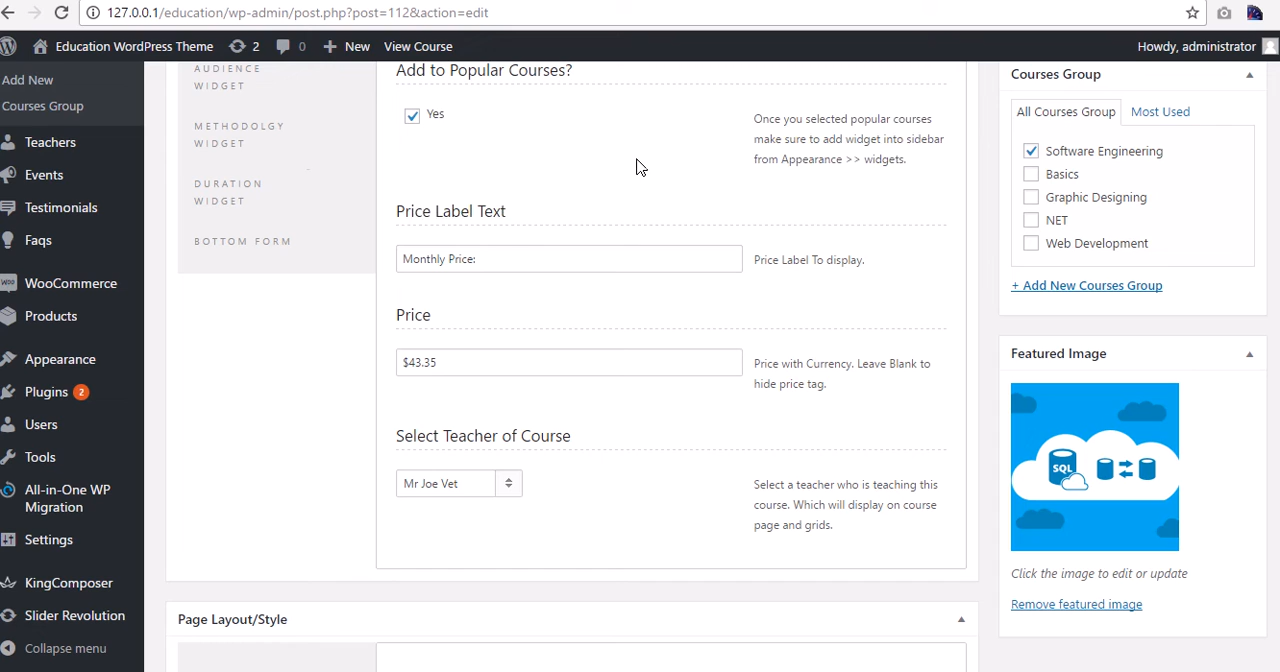 127.0.0.1/education/wp-admin/post.php?post=112&action=edit
Education WordPress Theme
2
0
New
View Course
Howdy, administrator
Add New
Courses Group
Teachers
Events
Testimonials
Faqs
WOO
WooCommerce
Products
Appearance
Plugins 2
Users
Tools
All-in-One WP
Migration
Settings
KingComposer
Slider Revolution
Collapse menu
AUDIENCE
WIDGET
METHODOLGY
WIDGET
DURATION
WIDGET
BOTTOM FORM
Add to Popular Courses?
Yes
Once you selected popular courses
make sure to add widget into sidebar
from Appearance >> widgets.
Price Label Text
Monthly Price:
Price Label To display.
Price
$43.35
Price with Currency. Leave Blank to
hide price tag.
Select Teacher of Course
Mr Joe Vet
Select a teacher who is teaching this
course. Which will display on course
page and grids.
Page Layout/Style
Courses Group
All Courses Group
Most Used
Software Engineering
Basics
Graphic Designing
NET
Web Development
+ Add New Courses Group
Featured Image
SQL
Click the image to edit or update
Remove featured image